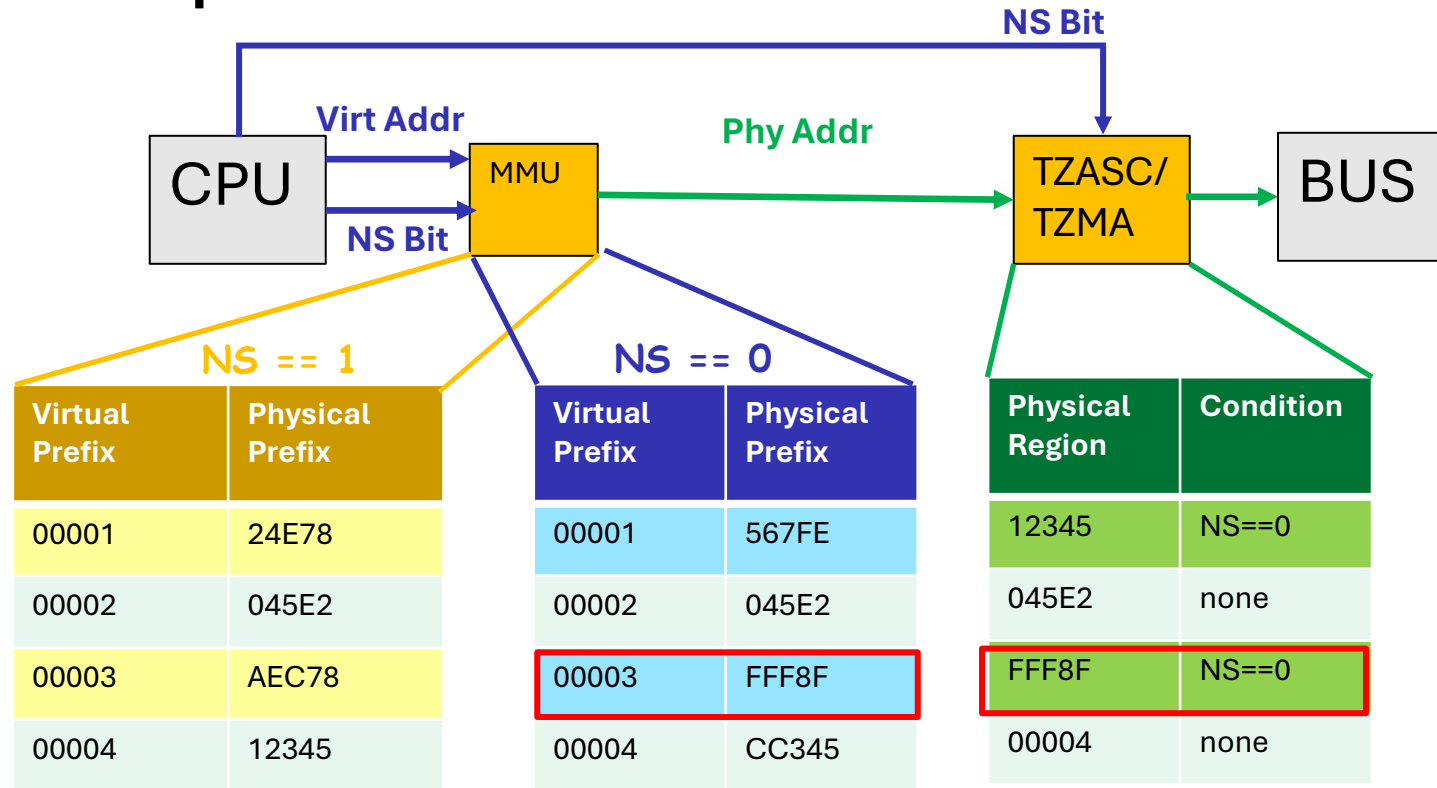 NS Bit
Virt Addr
Phy Addr
CPU
MMU
TZASC/
TZMA
BUS
NS Bit
NS == 1
NS == 0
Virtual Prefix
Physical Prefix
00001 24E78
00002 045E2
00003 AEC78
00004 12345
Virtual Prefix
Physical Prefix
00001 567FE
00002 045E2
00003 FFF8F
00004 CC345
Physical Region
Condition
12345 NS==0
045E2 none
FFF8F NS==0
00004 none